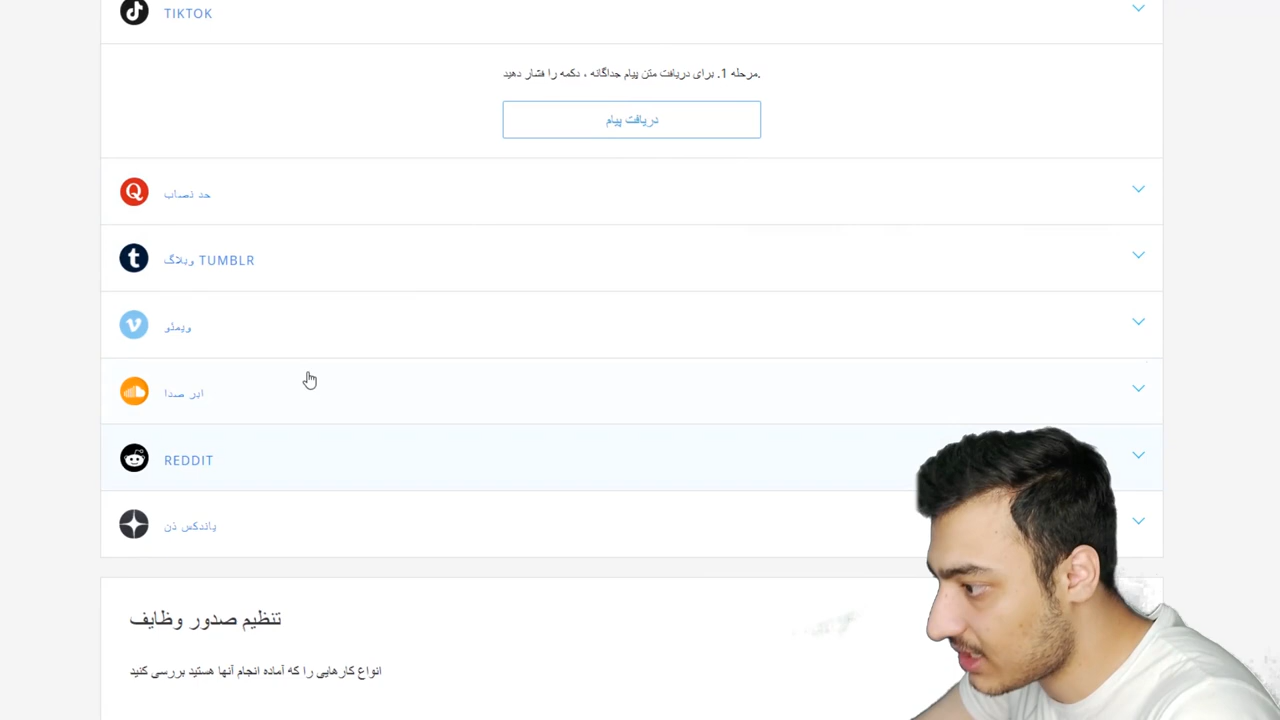 TIKTOK
.مرحله 1. برای دریافت متن پیام جداگانه ، دکمه را فشار دهید
دریافت پیام
حد نصاب
وبلاگ TUMBLR
ویمئو
ابر صدا
REDDIT
یاندکس ذن
تنظیم صدور وظایف
انواع کارهایی را که آماده انجام آنها هستید بررسی کنید